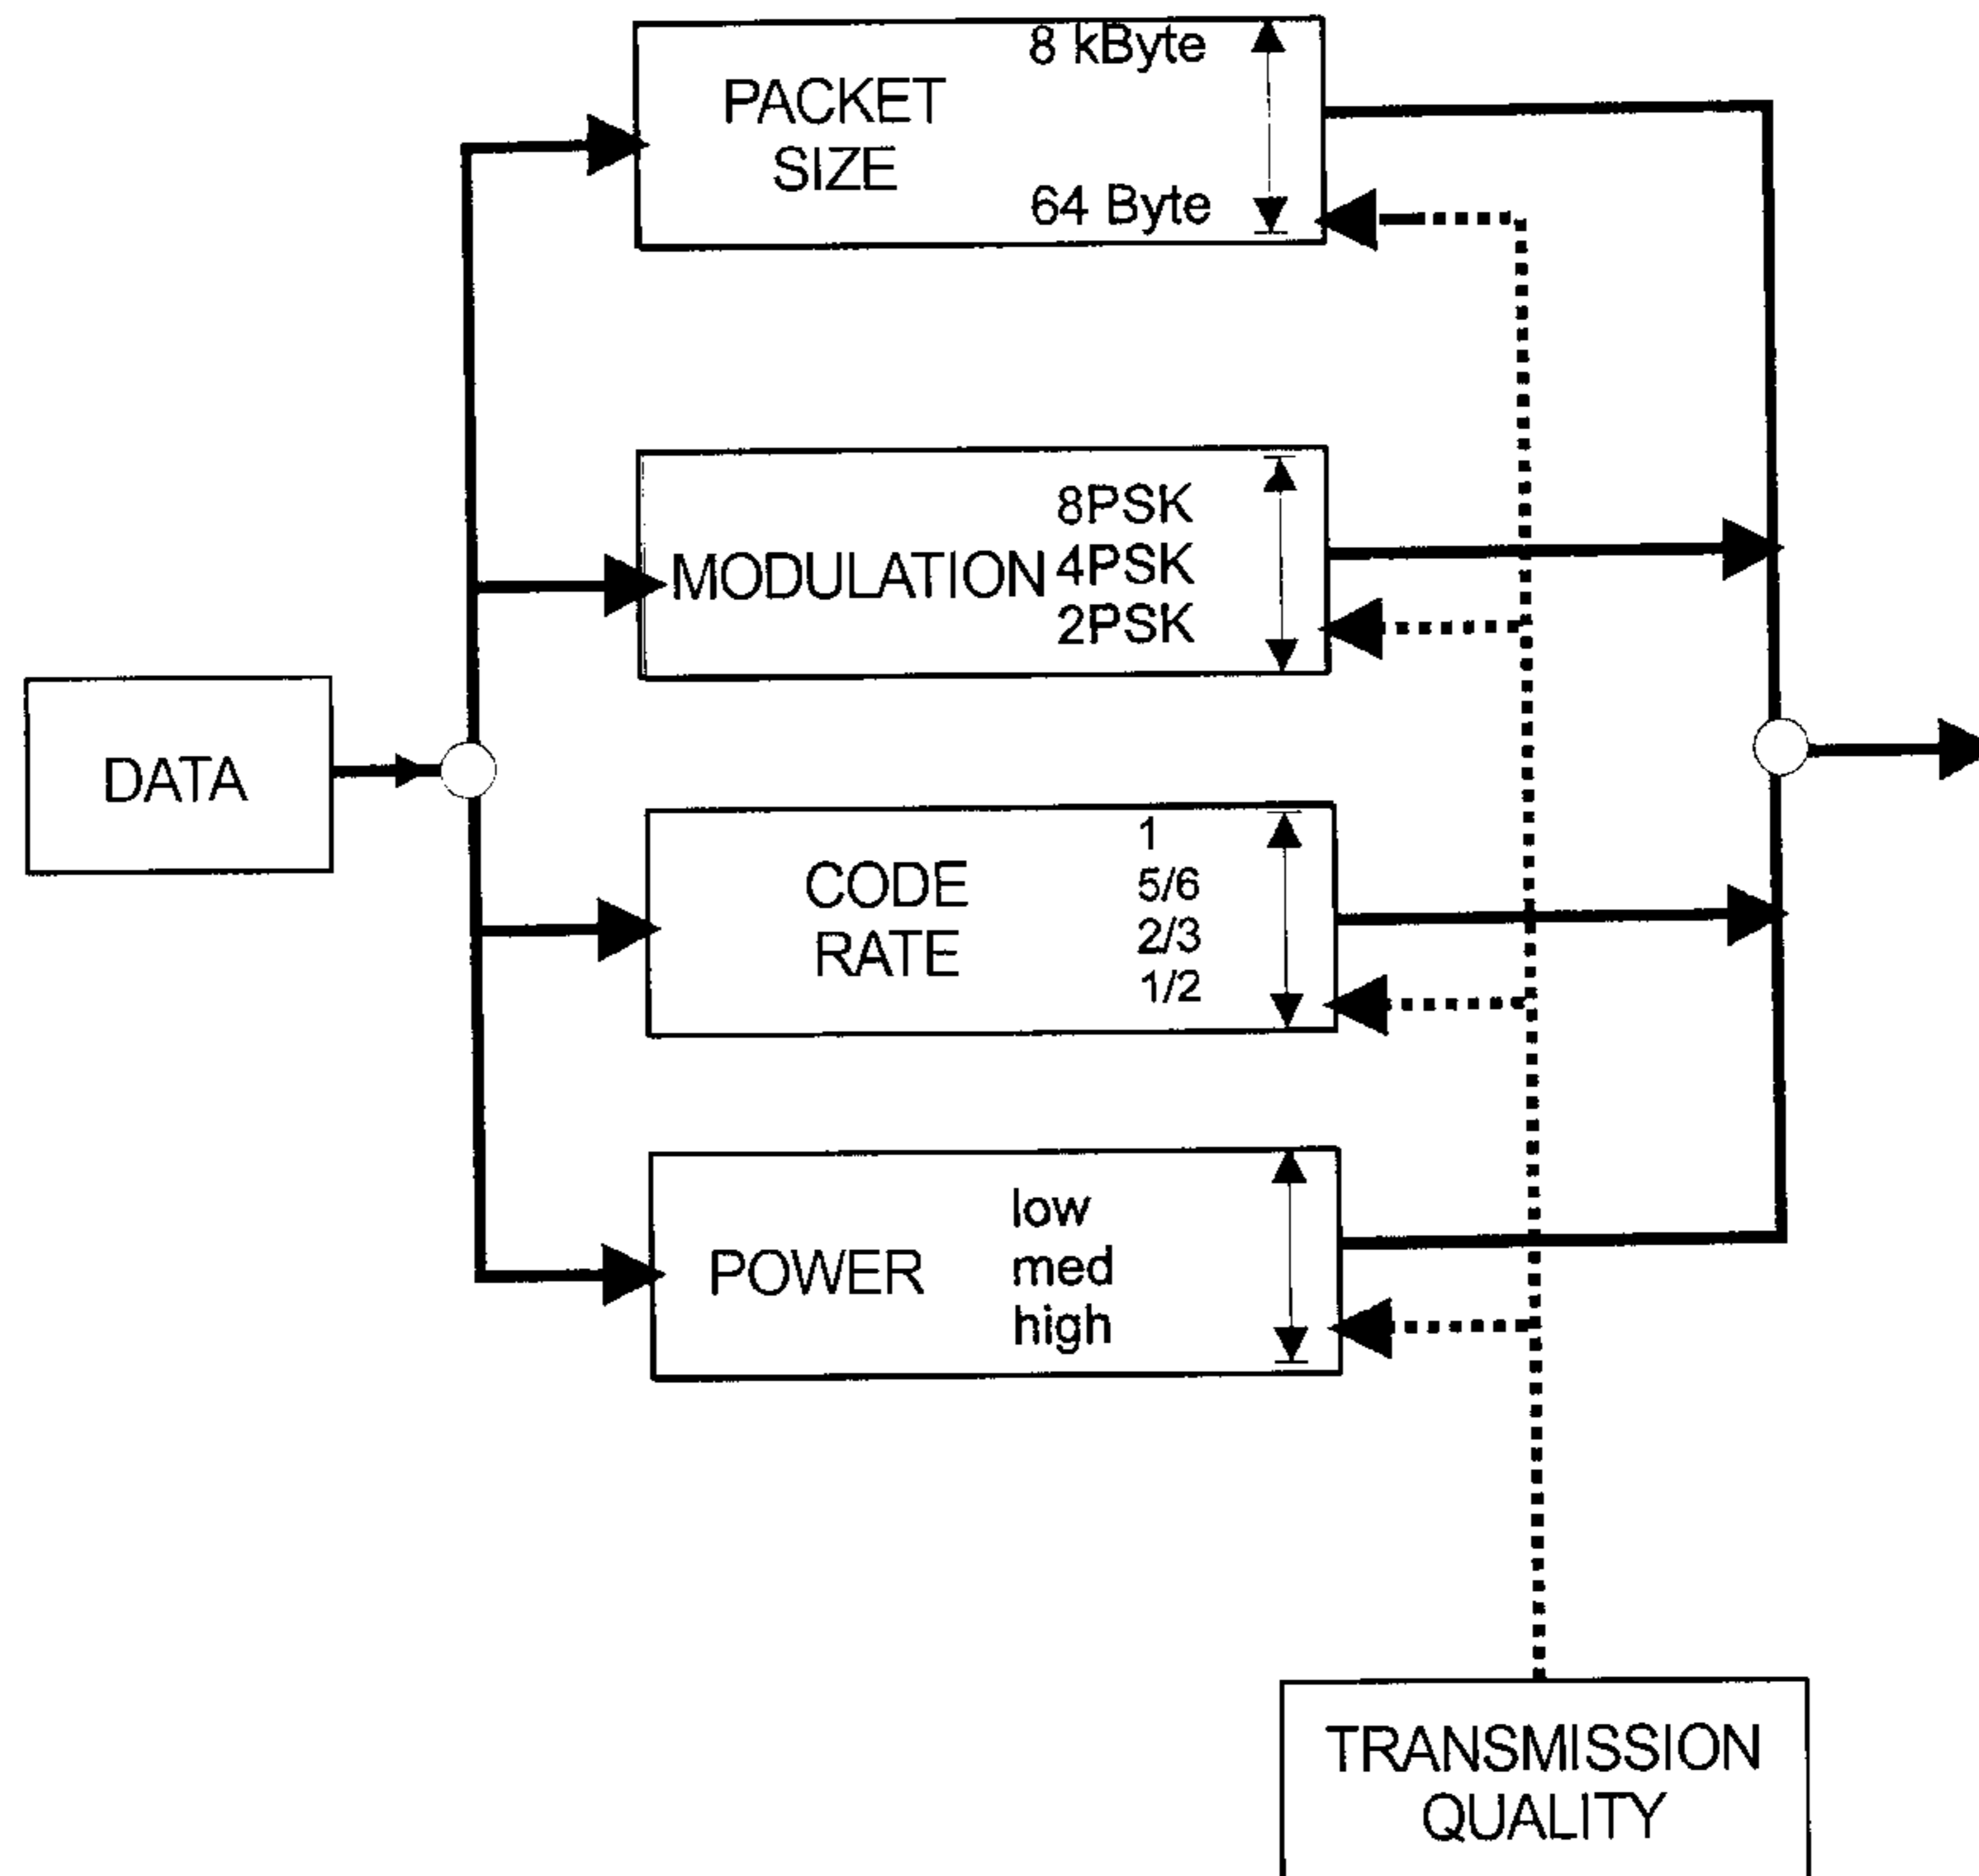 PACKET
SIZE
8 kByte
64 Byte
MODULATION
8PSK
4PSK
2PSK
DATA
CODE
RATE
1
5/6
2/3
1/2
POWER
low
med
high
TRANSMISSION
QUALITY